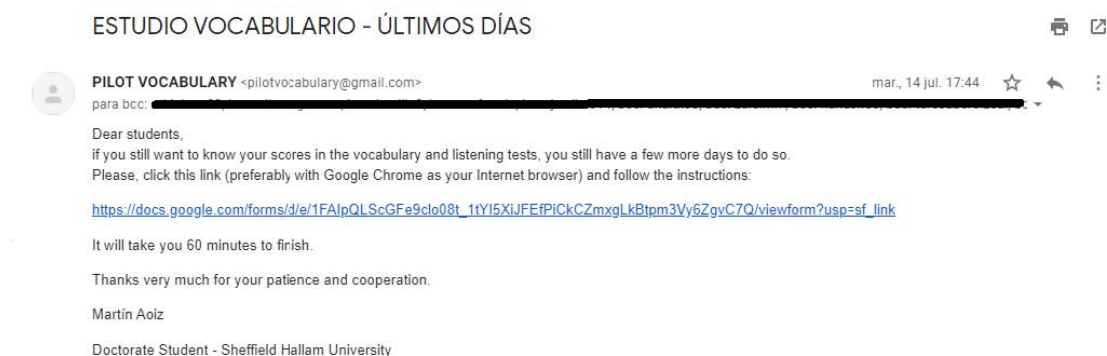 ESTUDIO VOCABULARIO - ÚLTIMOS DÍAS
PILOT VOCABULARY <pilotvocabulary@gmail.com>
mar., 14 jul. 17:44
para bcc:
Dear students,
if you still want to know your scores in the vocabulary and listening tests, you still have a few more days to do so.
Please, click this link (preferably with Google Chrome as your Internet browser) and follow the instructions:
https://docs.google.com/forms/d/e/1FAIpQLScGFe9clo08t_1tYI5XiJFEfPiCkCZmxgLkBtpm3Vy6ZgvC7Q/viewform?usp=sf_link
It will take you 60 minutes to finish.
Thanks very much for your patience and cooperation.
Martín Aoiz
Doctorate Student - Sheffield Hallam University